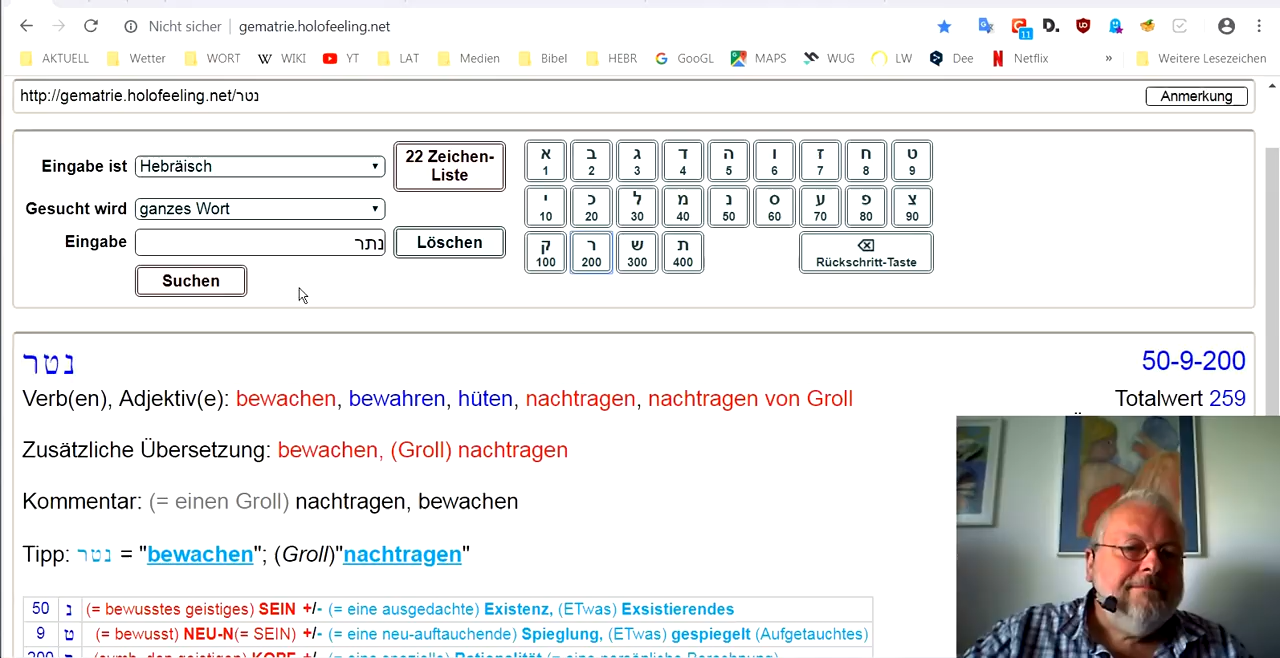 Nicht sicher | gematrie.holofeeling.net
11 D.
AKTUELL Wetter WORT W WIKI YT LAT Medien Bibel HEBR G GooGL MAPS WUG LW Dee N Netflix » Weitere Lesezeichen
http://gematrie.holofeeling.net/נטר Anmerkung
Eingabe ist Hebräisch
22 Zeichen-Liste
Gesucht wird ganzes Wort
Eingabe נתר Löschen
Suchen
א ב ג ד ה ו ז ח ט
1 2 3 4 5 6 7 8 9
י כ ל מ נ ס ע פ צ
10 20 30 40 50 60 70 80 90
ק ר ש ת
100 200 300 400 Rückschritt-Taste
נטר 50-9-200
Verb(en), Adjektiv(e): bewachen, bewahren, hüten, nachtragen, nachtragen von Groll Totalwert 259
Zusätzliche Übersetzung: bewachen, (Groll) nachtragen
Kommentar: (= einen Groll) nachtragen, bewachen
Tipp: נטר = "bewachen"; (Groll)"nachtragen"
50 נ (= bewusstes geistiges) SEIN +/- (= eine ausgedachte) Existenz, (ETwas) Exsistierendes
9 ט (= bewusst) NEU-N(= SEIN) +/- (= eine neu-auftauchende) Spieglung, (ETwas) gespiegelt (Aufgetauchtes)